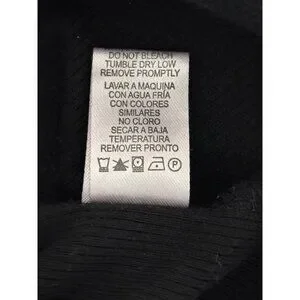 DO NOT BLEACH
TUMBLE DRY LOW
REMOVE PROMPTLY
LAVAR A MAQUINA
CON AGUA FRÍA
CON COLORES
SIMILARES
NO CLORO
SECAR A BAJA
TEMPERATURA
REMOVER PRONTO
P